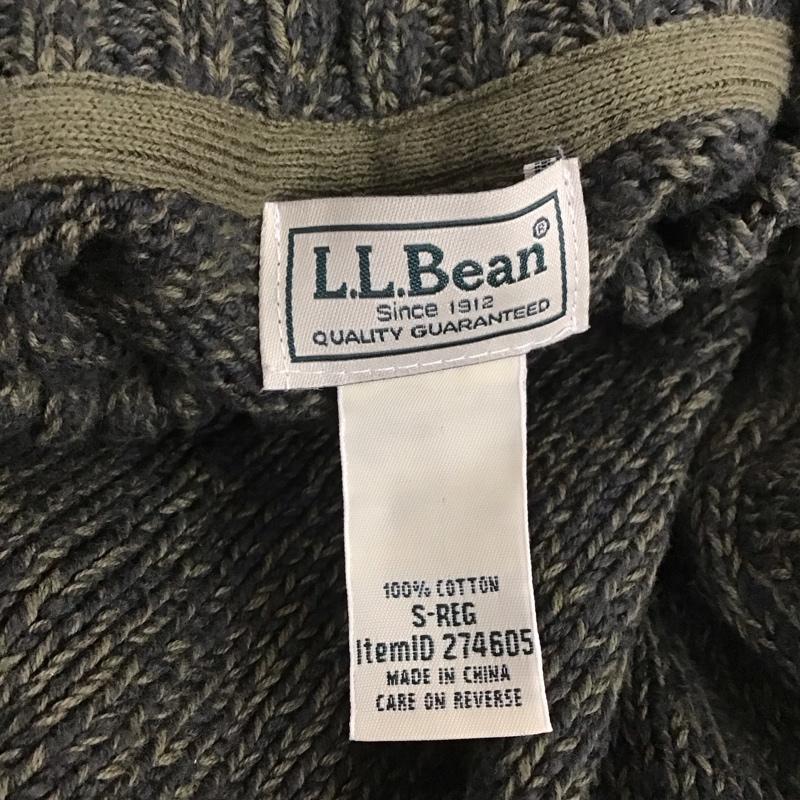 L.L.Bean®
Since 1912
QUALITY GUARANTEED
100% COTTON
S-REG
ItemID 274605
MADE IN CHINA
CARE ON REVERSE